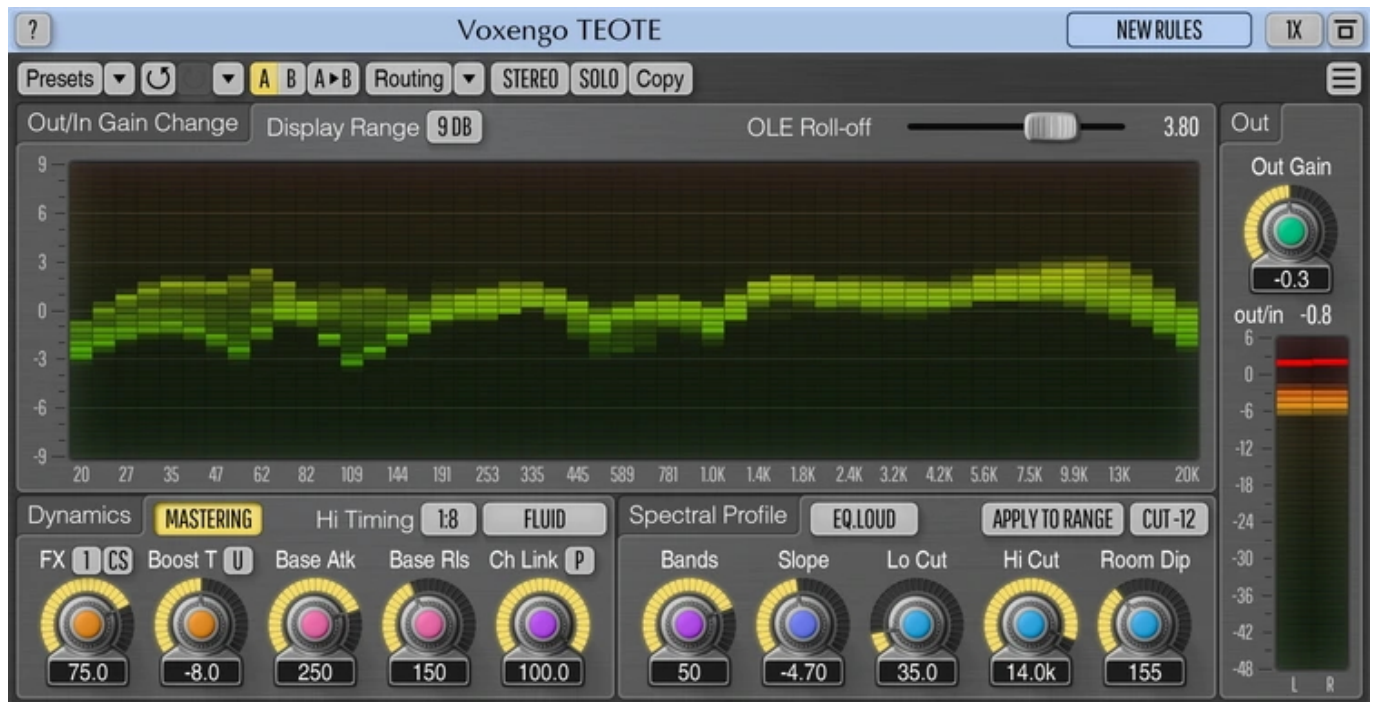 ? Voxengo TEOTE NEW RULES 1X
Presets A B A▸B Routing STEREO SOLO Copy
Out/In Gain Change Display Range 9 DB OLE Roll-off 3.80 Out
Out Gain
-0.3
out/in -0.8
9
6
3
0
-3
-6
-9
20 27 35 47 62 82 109 144 191 253 335 445 589 781 1.0K 1.4K 1.8K 2.4K 3.2K 4.2K 5.6K 7.5K 9.9K 13K 20K
6
0
-6
-12
-18
-24
-30
-36
-42
-48
L R
Dynamics MASTERING Hi Timing 1:8 FLUID
FX 1 CS Boost T U Base Atk Base Rls Ch Link P
75.0 -8.0 250 150 100.0
Spectral Profile EQ.LOUD APPLY TO RANGE CUT -12
Bands Slope Lo Cut Hi Cut Room Dip
50 -4.70 35.0 14.0k 155